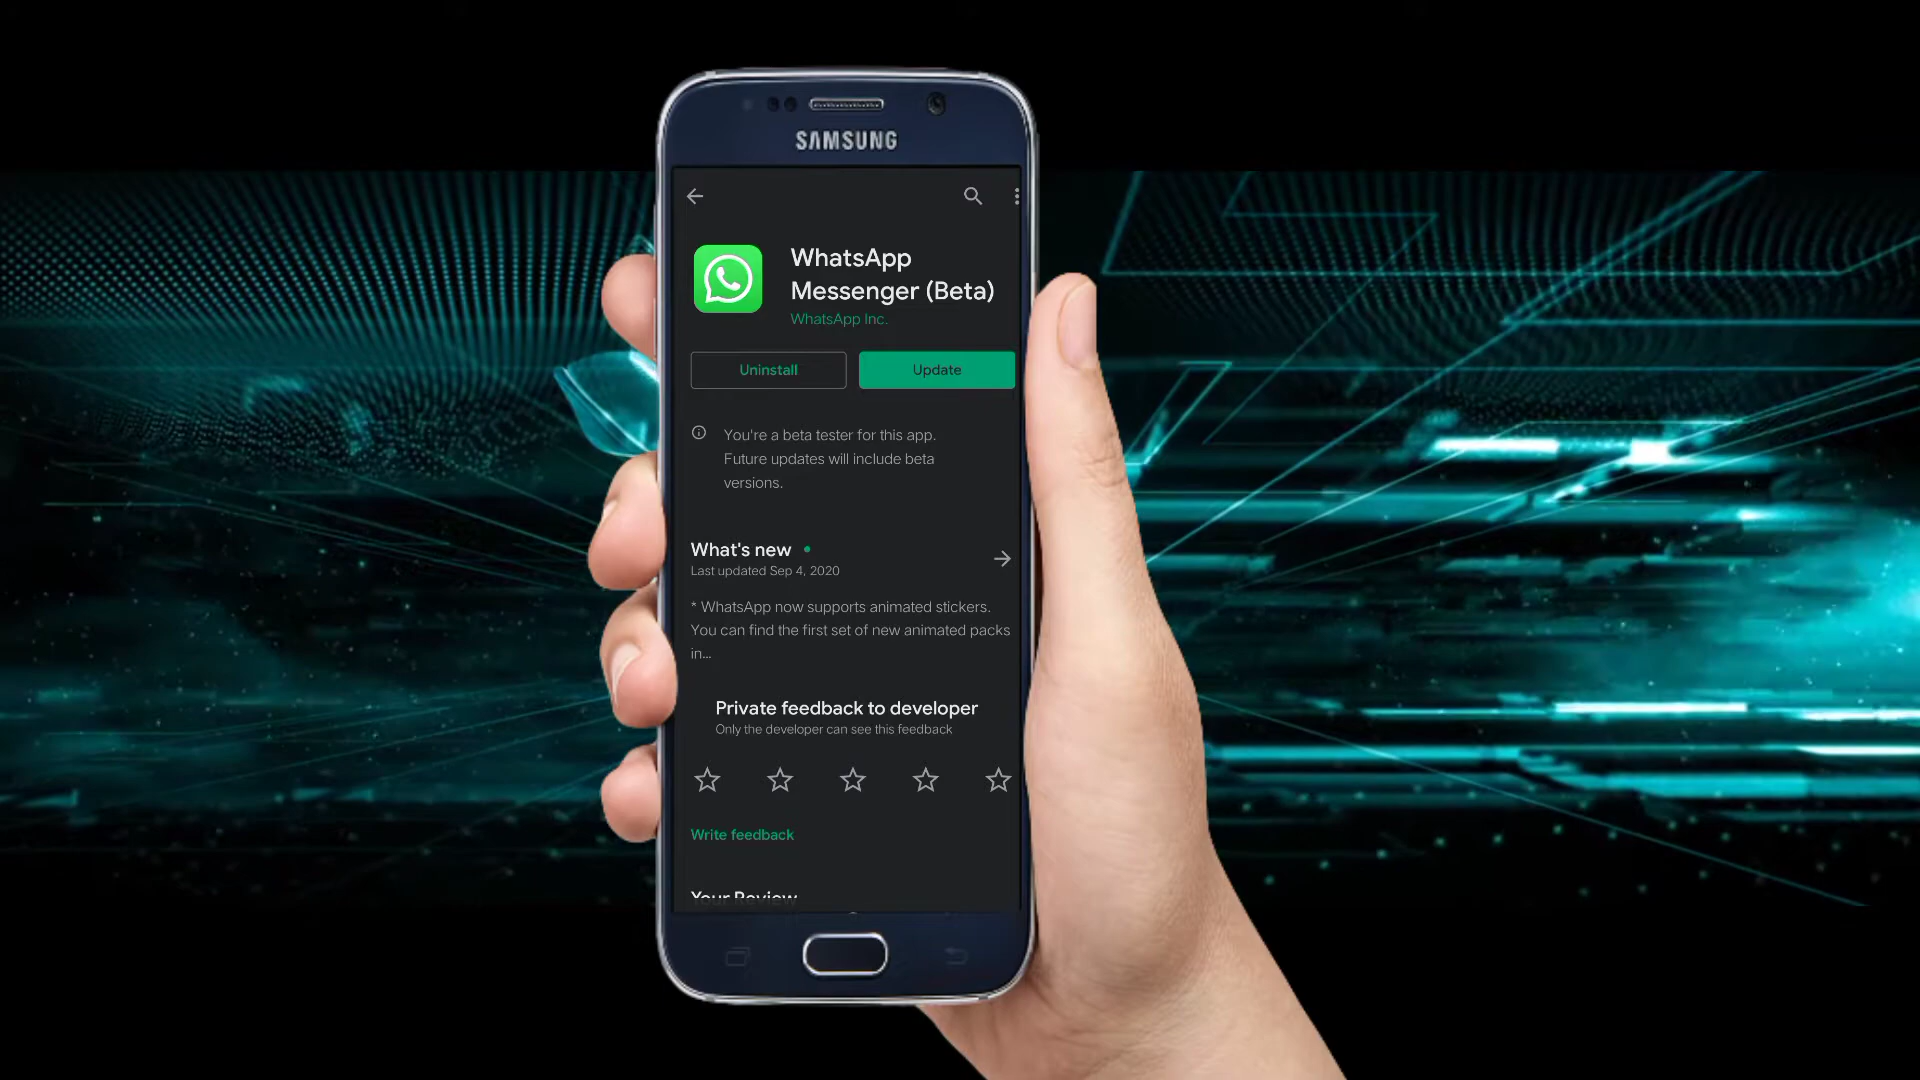 SAMSUNG
WhatsApp
Messenger (Beta)
WhatsApp Inc.
Uninstall
Update
You're a beta tester for this app.
Future updates will include beta
versions.
What's new
Last updated Sep 4, 2020
* WhatsApp now supports animated stickers.
You can find the first set of new animated packs
in...
Private feedback to developer
Only the developer can see this feedback
Write feedback
Your Review